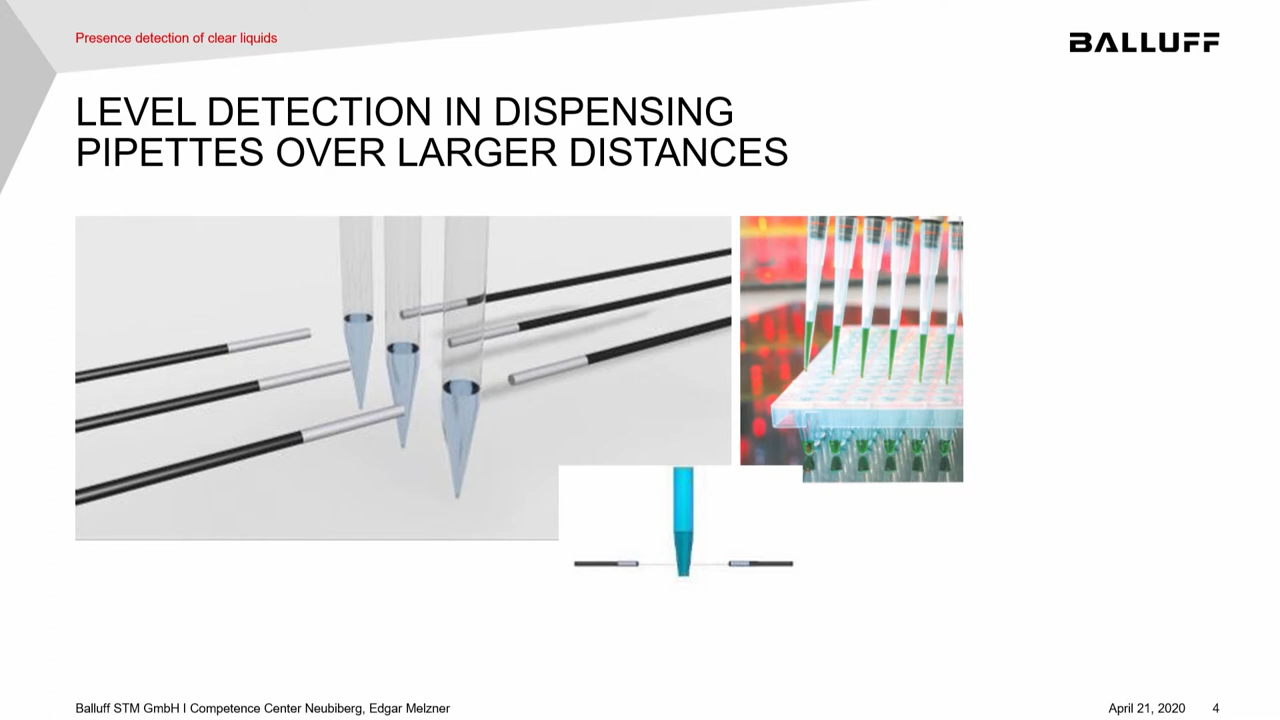 Presence detection of clear liquids
BALLUFF
LEVEL DETECTION IN DISPENSING
PIPETTES OVER LARGER DISTANCES
Balluff STM GmbH I Competence Center Neubiberg, Edgar Melzner
April 21, 2020
4